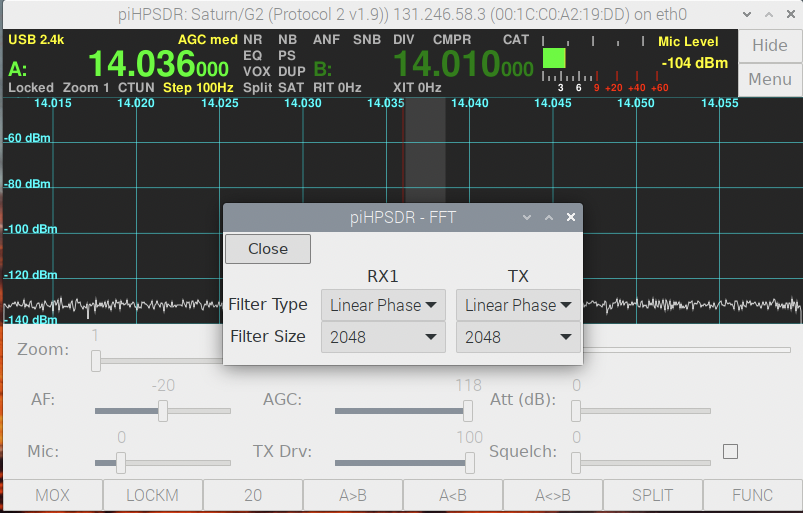 piHPSDR: Saturn/G2 (Protocol 2 v1.9)) 131.246.58.3 (00:1C:C0:A2:19:DD) on eth0
USB 2.4k AGC med NR NB ANF SNB DIV CMPR CAT Mic Level Hide
A: 14.036000 EQ PS B: 14.010000 -104 dBm
VOX DUP Menu
Locked Zoom 1 CTUN Step 100Hz Split SAT RIT 0Hz XIT 0Hz 3 6 9 +20 +40 +60
14.015 14.020 14.025 14.030 14.035 14.040 14.045 14.050 14.055
-60 dBm
-80 dBm
-100 dBm
-120 dBm
-140 dBm
piHPSDR - FFT
Close
RX1 TX
Filter Type Linear Phase Linear Phase
Filter Size 2048 2048
Zoom: 1
AF: -20 AGC: 118 Att (dB): 0
Mic: 0 TX Drv: 100 Squelch: 0
MOX LOCKM 20 A>B A<B A<>B SPLIT FUNC